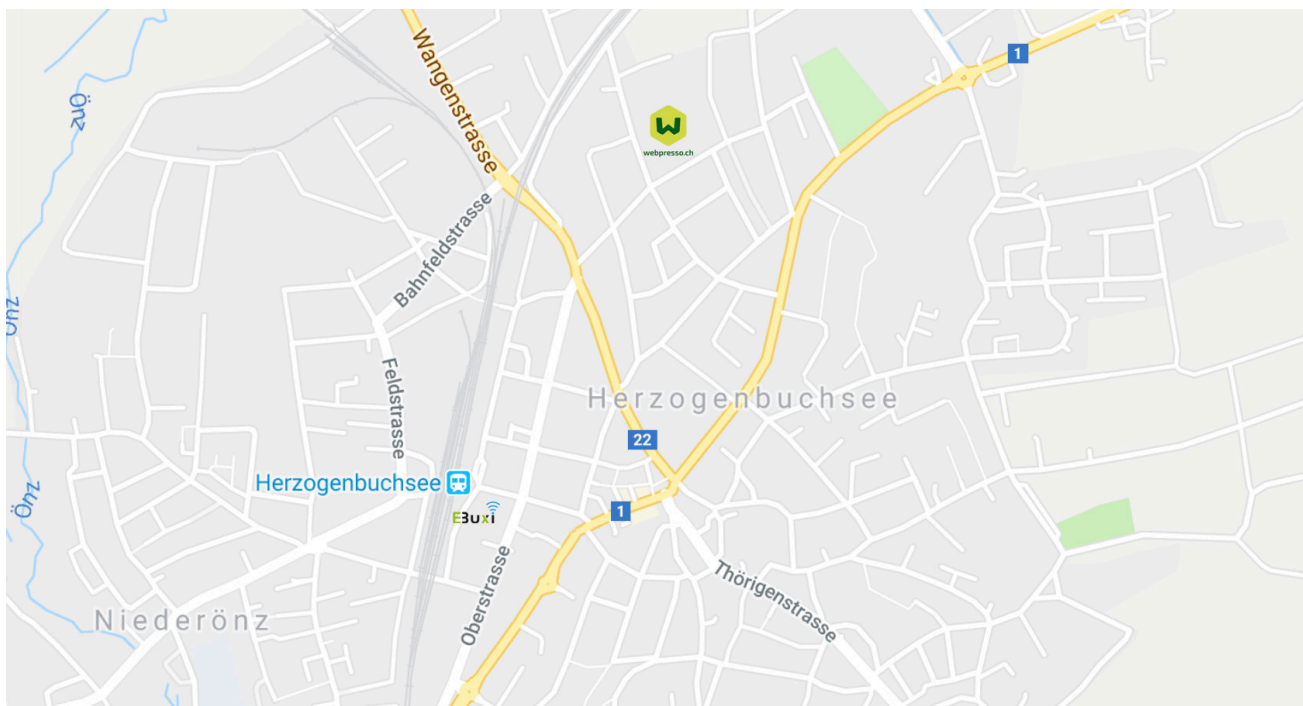 1
Wangenstrasse
Önz
W
webpresso.ch
Bahnfeldstrasse
Önz
Feldstrasse
Herzogenbuchsee
22
Herzogenbuchsee
Önz
1
EBuxi
Thörigenstrasse
Oberstrasse
Niederönz